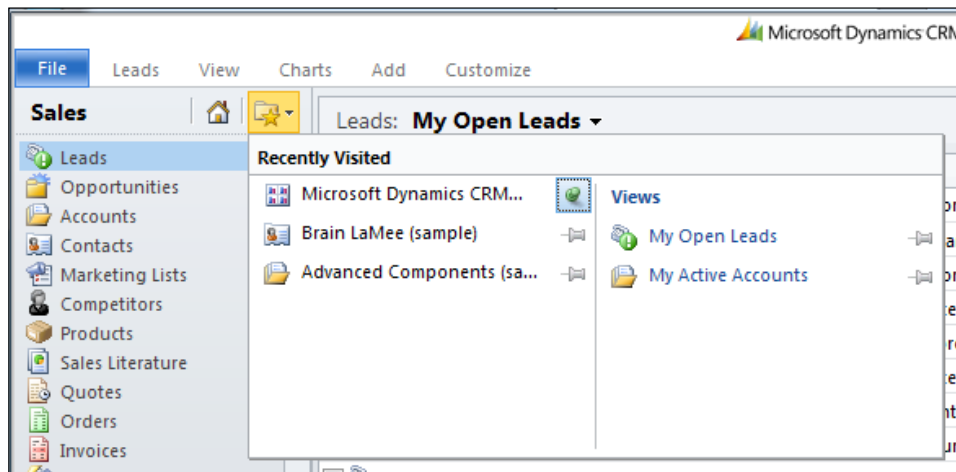 Microsoft Dynamics CRM
File Leads View Charts Add Customize
Sales
Leads: My Open Leads
Leads
Opportunities
Accounts
Contacts
Marketing Lists
Competitors
Products
Sales Literature
Quotes
Orders
Invoices
Recently Visited
Microsoft Dynamics CRM...
Brain LaMee (sample)
Advanced Components (sa...
Views
My Open Leads
My Active Accounts